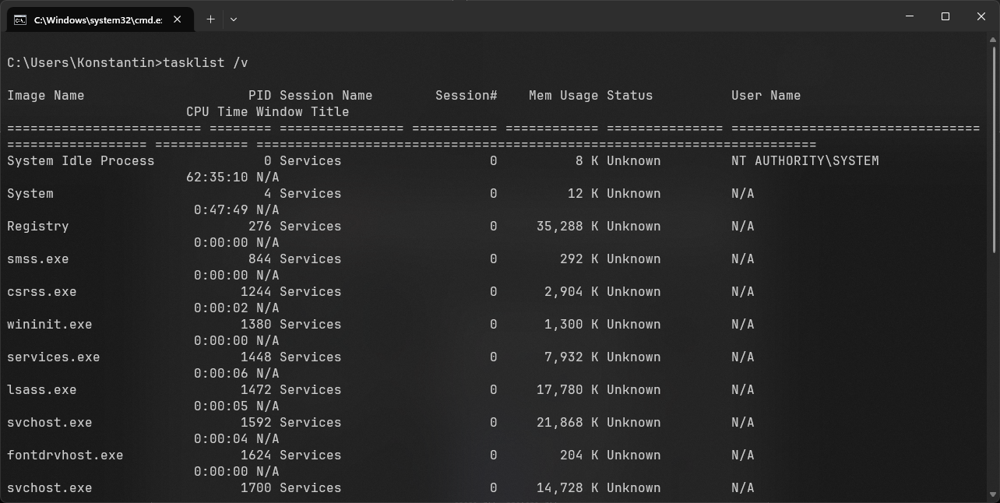 C:\Windows\system32\cmd.e
C:\Users\Konstantin>tasklist /v
Image Name                     PID Session Name        Session#    Mem Usage Status          User Name
                       CPU Time Window Title
========================= ======== ================ =========== ============ =============== ================================
================== ============ ========================================================================
System Idle Process              0 Services                   0          8 K Unknown         NT AUTHORITY\SYSTEM
                       62:35:10 N/A
System                           4 Services                   0         12 K Unknown         N/A
                        0:47:49 N/A
Registry                       276 Services                   0     35,288 K Unknown         N/A
                        0:00:00 N/A
smss.exe                       844 Services                   0        292 K Unknown         N/A
                        0:00:00 N/A
csrss.exe                     1244 Services                   0      2,904 K Unknown         N/A
                        0:00:02 N/A
wininit.exe                   1380 Services                   0      1,300 K Unknown         N/A
                        0:00:00 N/A
services.exe                  1448 Services                   0      7,932 K Unknown         N/A
                        0:00:06 N/A
lsass.exe                     1472 Services                   0     17,780 K Unknown         N/A
                        0:00:05 N/A
svchost.exe                   1592 Services                   0     21,868 K Unknown         N/A
                        0:00:04 N/A
fontdrvhost.exe               1624 Services                   0        204 K Unknown         N/A
                        0:00:00 N/A
svchost.exe                   1700 Services                   0     14,728 K Unknown         N/A